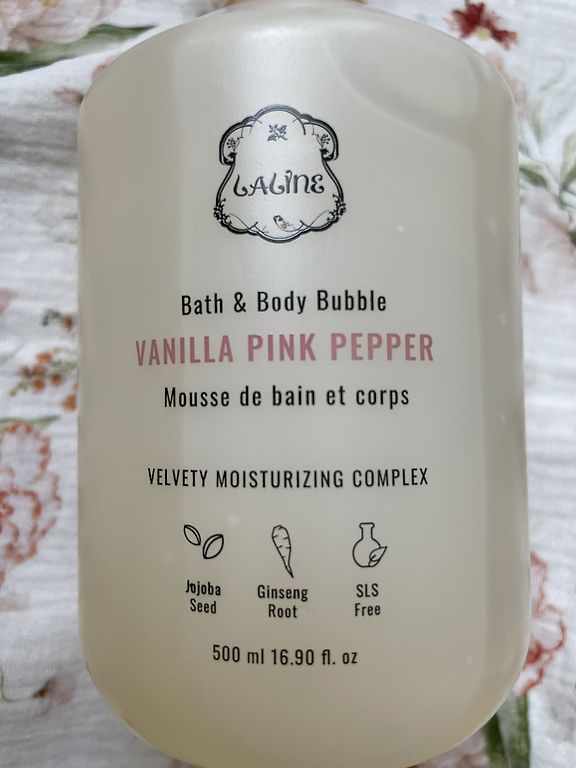 LALINE
Bath & Body Bubble
VANILLA PINK PEPPER
Mousse de bain et corps
VELVETY MOISTURIZING COMPLEX
Jojoba Seed
Ginseng Root
SLS Free
500 ml 16.90 fl. oz